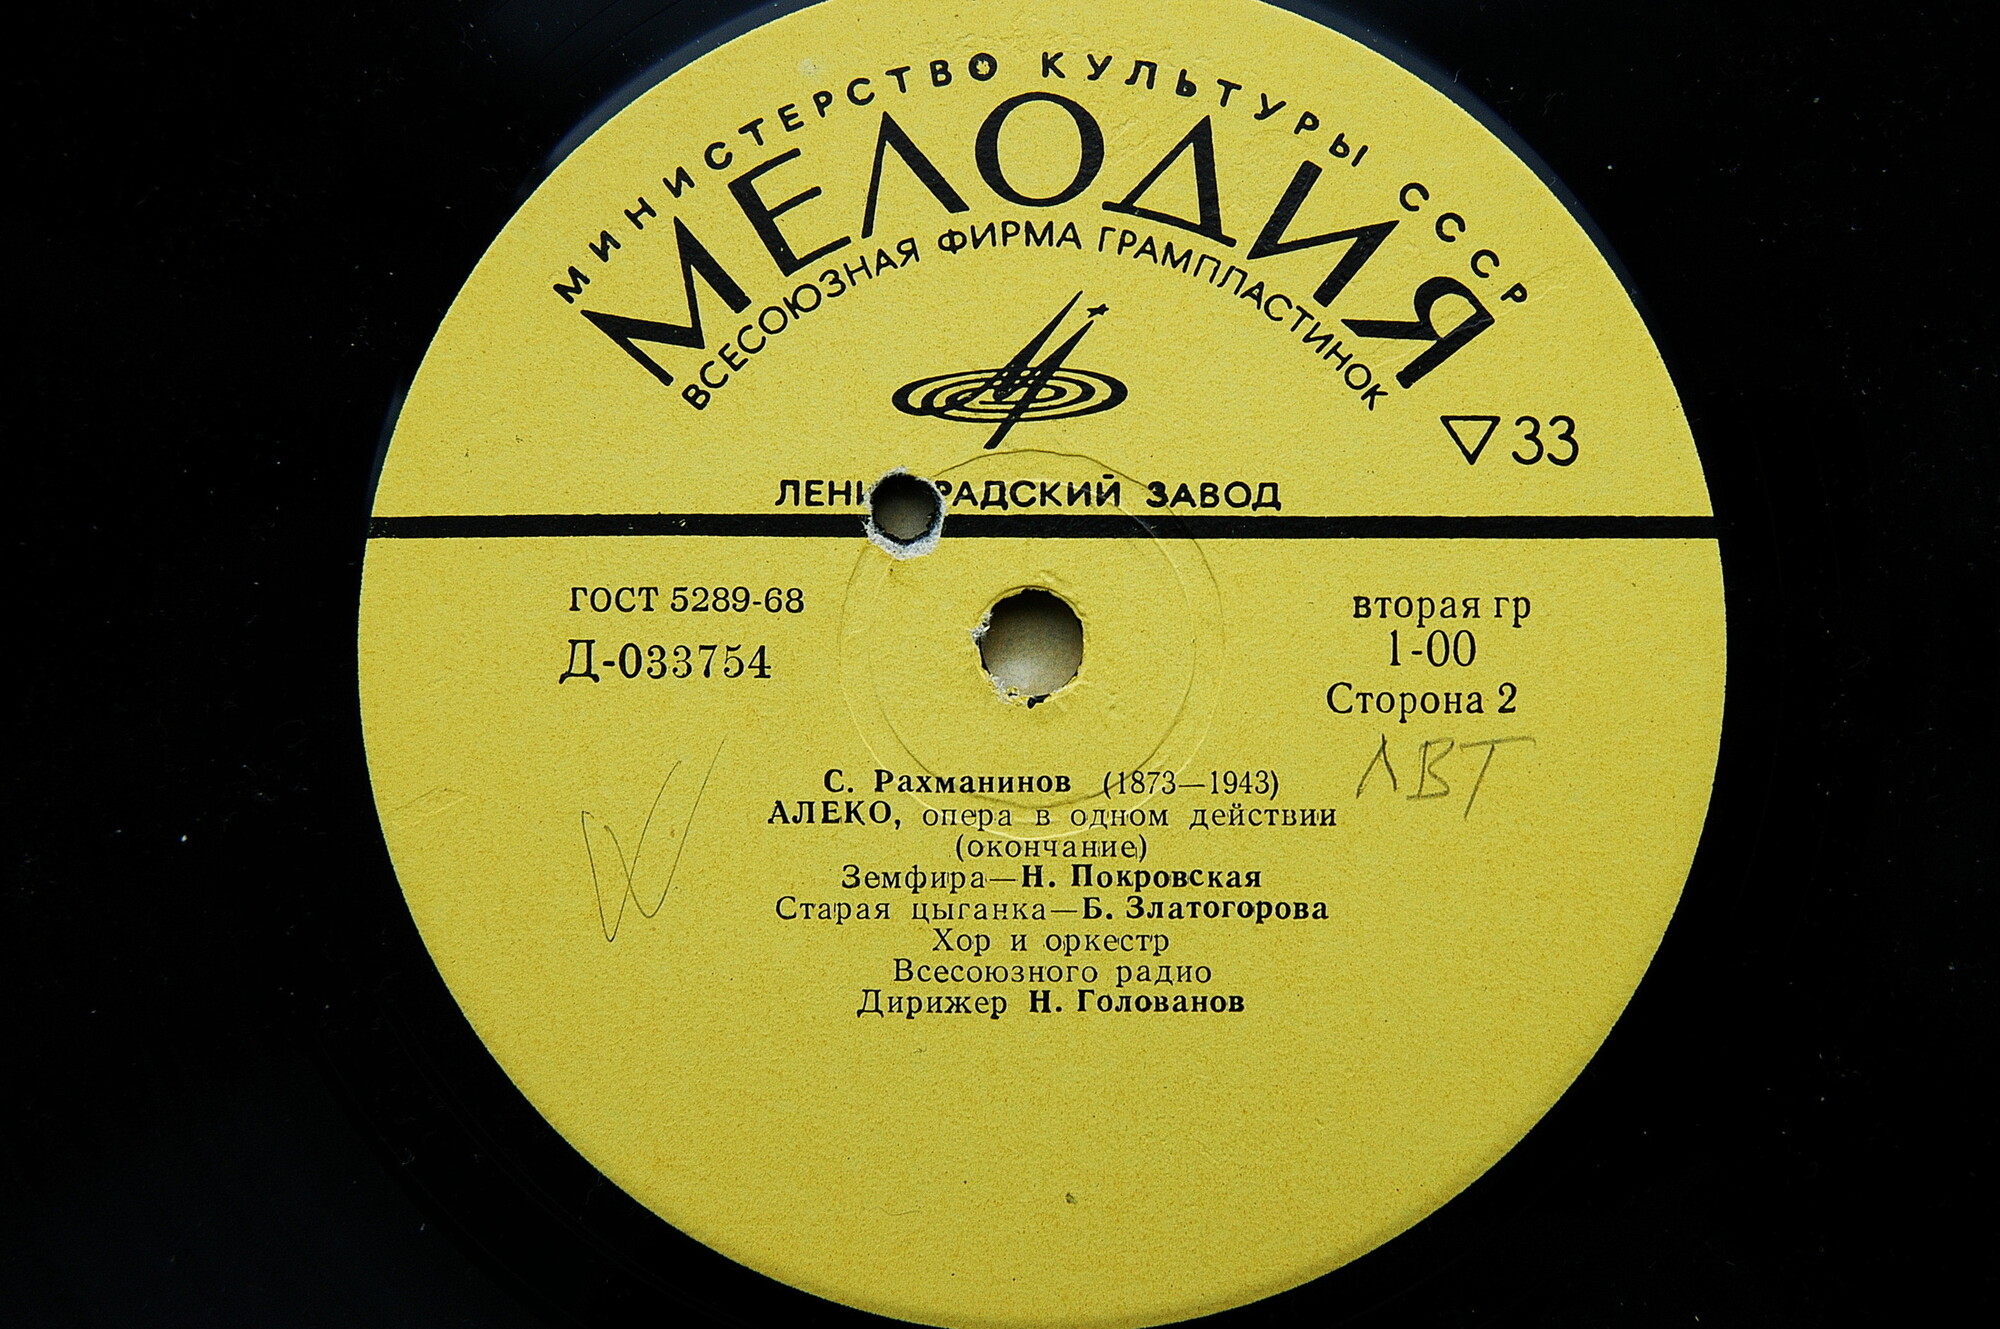 МИНИСТЕРСТВО КУЛЬТУРЫ СССР
МЕЛОДИЯ
ВСЕСОЮЗНАЯ ФИРМА ГРАМПЛАСТИНОК
33
ЗАВОД
ГОСТ 5289-68
Д-033754
вторая гр
1-00
Сторона 2
ЛВТ
С. Рахманинов (1873—1943)
АЛЕКО, опера в одном действии
(окончание)
Земфира—Н. Покровская
Старая цыганка—Б. Златогорова
Хор и оркестр
Всесоюзного радио
Дирижер Н. Голованов